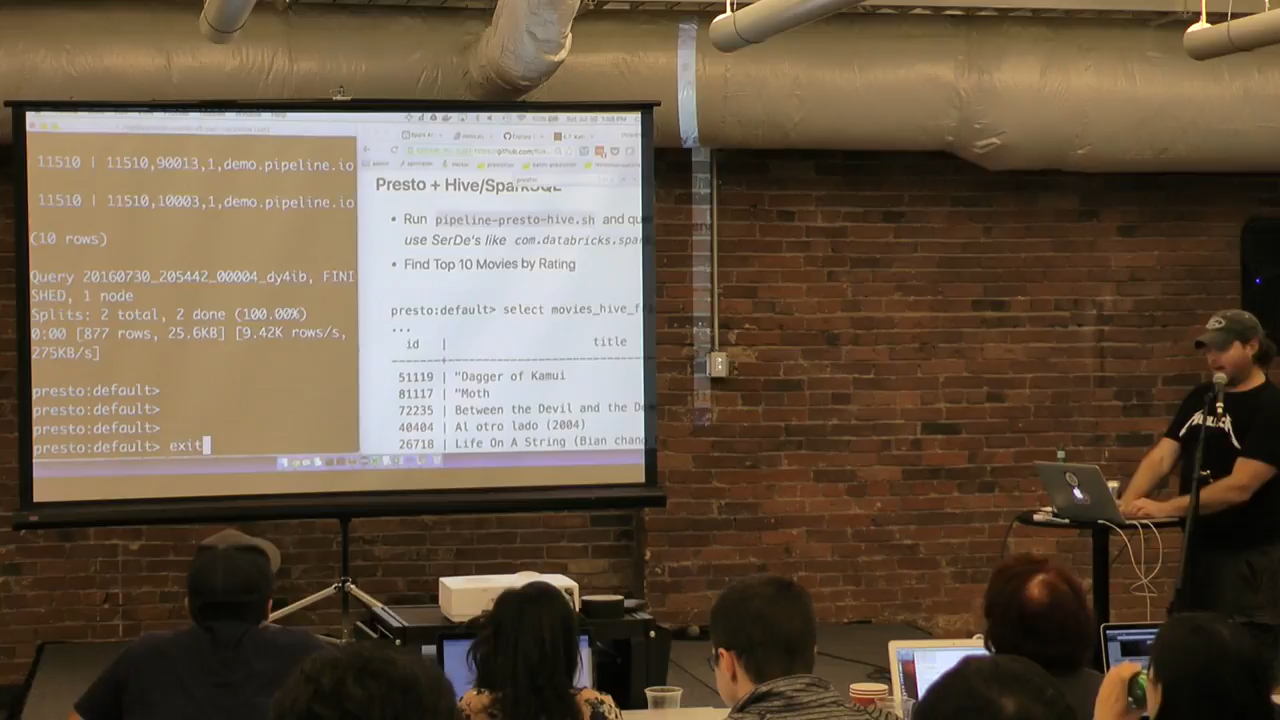 11510 | 11510,90013,1,demo.pipeline.io
11510 | 11510,10003,1,demo.pipeline.io
(10 rows)
Query 20160730_205442_00004_dy4ib, FINI
SHED, 1 node
Splits: 2 total, 2 done (100.00%)
0:00 [877 rows, 25.6KB] [9.42K rows/s,
275KB/s]
presto:default>
presto:default>
presto:default>
presto:default> exit
Presto + Hive/SparkSQL
• Run pipeline-presto-hive.sh and qu
use SerDe's like com.databricks.spa
• Find Top 10 Movies by Rating
presto:default> select movies_hive_f
...
id | title
51119 | "Dagger of Kamui
81117 | "Moth
72235 | Between the Devil and the De
40404 | Al otro lado (2004)
26718 | Life On A String (Bian chang